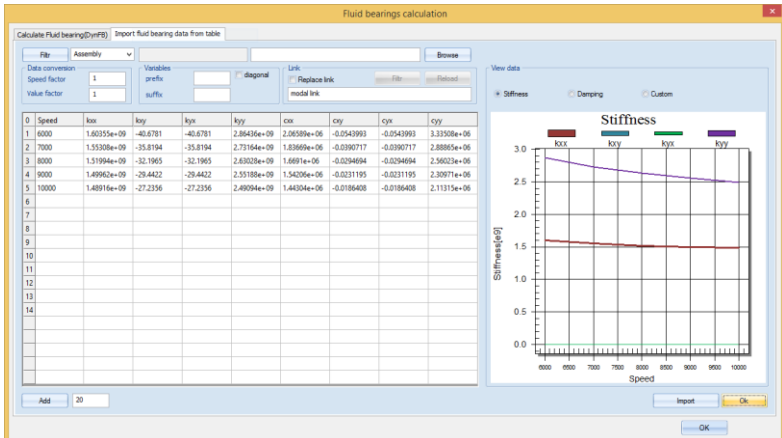 Fluid bearings calculation
x
Calculate Fluid bearing(DynFB) Import fluid bearing data from table
Filtr Assembly Browse
Data conversion Variables Link View data
Speed factor 1 prefix diagonal Replace link Filtr Reload
Value factor 1 suffix modal link Stiffness Damping Custom
0 Speed kxx kxy kyx kyy cxx cxy cyx cyy
1 6000 1.60355e+09 -40.6781 -40.6781 2.86436e+09 2.06589e+06 -0.0543993 -0.0543993 3.33508e+06
2 7000 1.55308e+09 -35.8194 -35.8194 2.73164e+09 1.83669e+06 -0.0390717 -0.0390717 2.88865e+06
3 8000 1.51994e+09 -32.1965 -32.1965 2.63028e+09 1.6691e+06 -0.0294694 -0.0294694 2.56023e+06
4 9000 1.49962e+09 -29.4422 -29.4422 2.55188e+09 1.54206e+06 -0.0231195 -0.0231195 2.30971e+06
5 10000 1.48916e+09 -27.2356 -27.2356 2.49094e+09 1.44304e+06 -0.0186408 -0.0186408 2.11315e+06
6
7
8
9
10
11
12
13
14
Stiffness
kxx kxy kyx kyy
3.0
2.5
2.0
1.5
1.0
0.5
0.0
Stiffness[e9]
6000 6500 7000 7500 8000 8500 9000 9500 10000
Speed
Add 20 Import Ok
OK